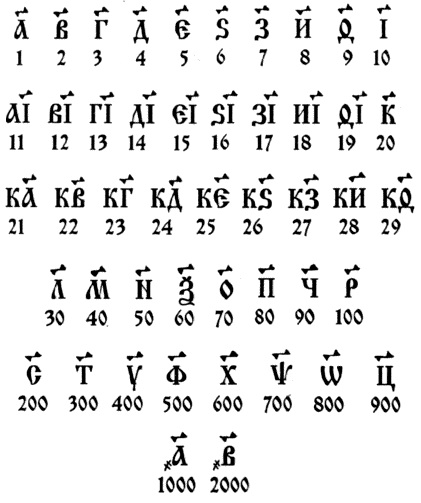 А҃ В҃ Г҃ Д҃ Є҃ Ѕ҃ З҃ И҃ Ѳ҃ І҃
1 2 3 4 5 6 7 8 9 10
АІ҃ ВІ҃ ГІ҃ ДІ҃ ЄІ҃ ЅІ҃ ЗІ҃ ИІ҃ ѲІ҃ К҃
11 12 13 14 15 16 17 18 19 20
КА҃ КВ҃ КГ҃ КД҃ КЄ҃ КЅ҃ КЗ҃ КИ҃ КѲ҃
21 22 23 24 25 26 27 28 29
Л҃ М҃ Н҃ Ѯ҃ О҃ П҃ Ч҃ Р҃
30 40 50 60 70 80 90 100
С҃ Т҃ Ѵ҃ Ф҃ Х҃ Ѱ҃ Ѡ҃ Ц҃
200 300 400 500 600 700 800 900
҂А҃ ҂В҃
1000 2000